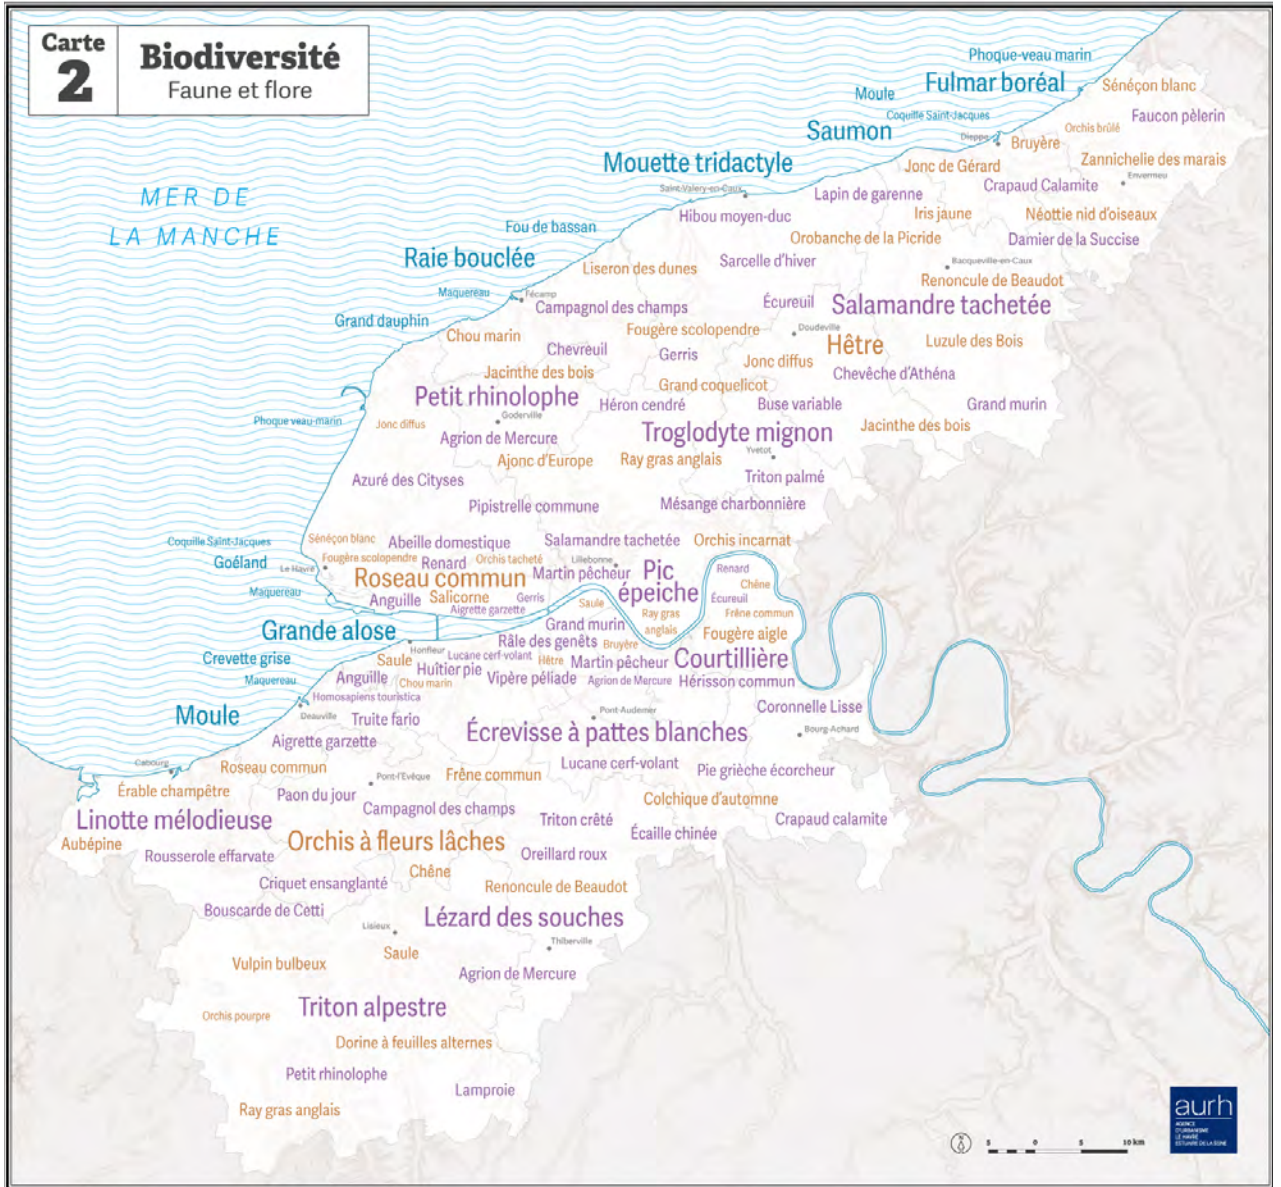 Carte
2
Biodiversité
Faune et flore
MER DE
LA MANCHE
Phoque-veau marin
Fulmar boréal
Sénéçon blanc
Moule
Coquille Saint-Jacques
Faucon pèlerin
Saumon
Orchis brûlé
Dieppe
Bruyère
Mouette tridactyle
Jonc de Gérard
Zannichelie des marais
Envermeu
Saint-Valery-en-Caux
Lapin de garenne
Crapaud Calamite
Hibou moyen-duc
Iris jaune
Néottie nid d'oiseaux
Fou de bassan
Orobanche de la Picride
Damier de la Succise
Raie bouclée
Liseron des dunes
Sarcelle d'hiver
Bacqueville-en-Caux
Renoncule de Beaudot
Maquereau
Fécamp
Campagnol des champs
Écureuil
Salamandre tachetée
Grand dauphin
Chou marin
Fougère scolopendre
Doudeville
Hêtre
Luzule des Bois
Chevreuil
Gerris
Jonc diffus
Jacinthe des bois
Grand coquelicot
Chevêche d'Athéna
Petit rhinolophe
Héron cendré
Buse variable
Grand murin
Phoque veau-marin
Jonc diffus
Goderville
Agrion de Mercure
Troglodyte mignon
Jacinthe des bois
Yvetot
Ajonc d'Europe
Ray gras anglais
Azuré des Cityses
Triton palmé
Pipistrelle commune
Mésange charbonnière
Coquille Saint-Jacques
Sénéçon blanc
Abeille domestique
Salamandre tachetée
Orchis incarnat
Goéland
Le Havre
Fougère scolopendre
Renard
Orchis tacheté
Lillebonne
Roseau commun
Martin pêcheur
Pic
épeiche
Renard
Chêne
Maquereau
Anguille
Salicorne
Gerris
Écureuil
Aigrette garzette
Saule
Ray gras
anglais
Frêne commun
Grande alose
Grand murin
Fougère aigle
Honfleur
Râle des genêts
Bruyère
Crevette grise
Saule
Lucane cerf-volant
Hêtre
Martin pêcheur
Courtillière
Huîtier pie
Maquereau
Anguille
Chou marin
Vipère péliade
Agrion de Mercure
Hérisson commun
Homosapiens touristica
Moule
Deauville
Truite fario
Pont-Audemer
Coronnelle Lisse
Aigrette garzette
Écrevisse à pattes blanches
Bourg-Achard
Cabourg
Roseau commun
Lucane cerf-volant
Pont-l'Evêque
Frêne commun
Pie grièche écorcheur
Érable champêtre
Paon du jour
Colchique d'automne
Linotte mélodieuse
Campagnol des champs
Triton crêté
Crapaud calamite
Aubépine
Orchis à fleurs lâches
Écaille chinée
Rousserole effarvate
Oreillard roux
Chêne
Criquet ensanglanté
Renoncule de Beaudot
Bouscarde de Cetti
Lézard des souches
Lisieux
Thiberville
Saule
Vulpin bulbeux
Agrion de Mercure
Orchis pourpre
Triton alpestre
Dorine à feuilles alternes
Petit rhinolophe
Lamproie
Ray gras anglais
N
5 0 5 10 km
aurh
AGENCE
D'URBANISME
LE HAVRE
ESTUAIRE DE LA SEINE